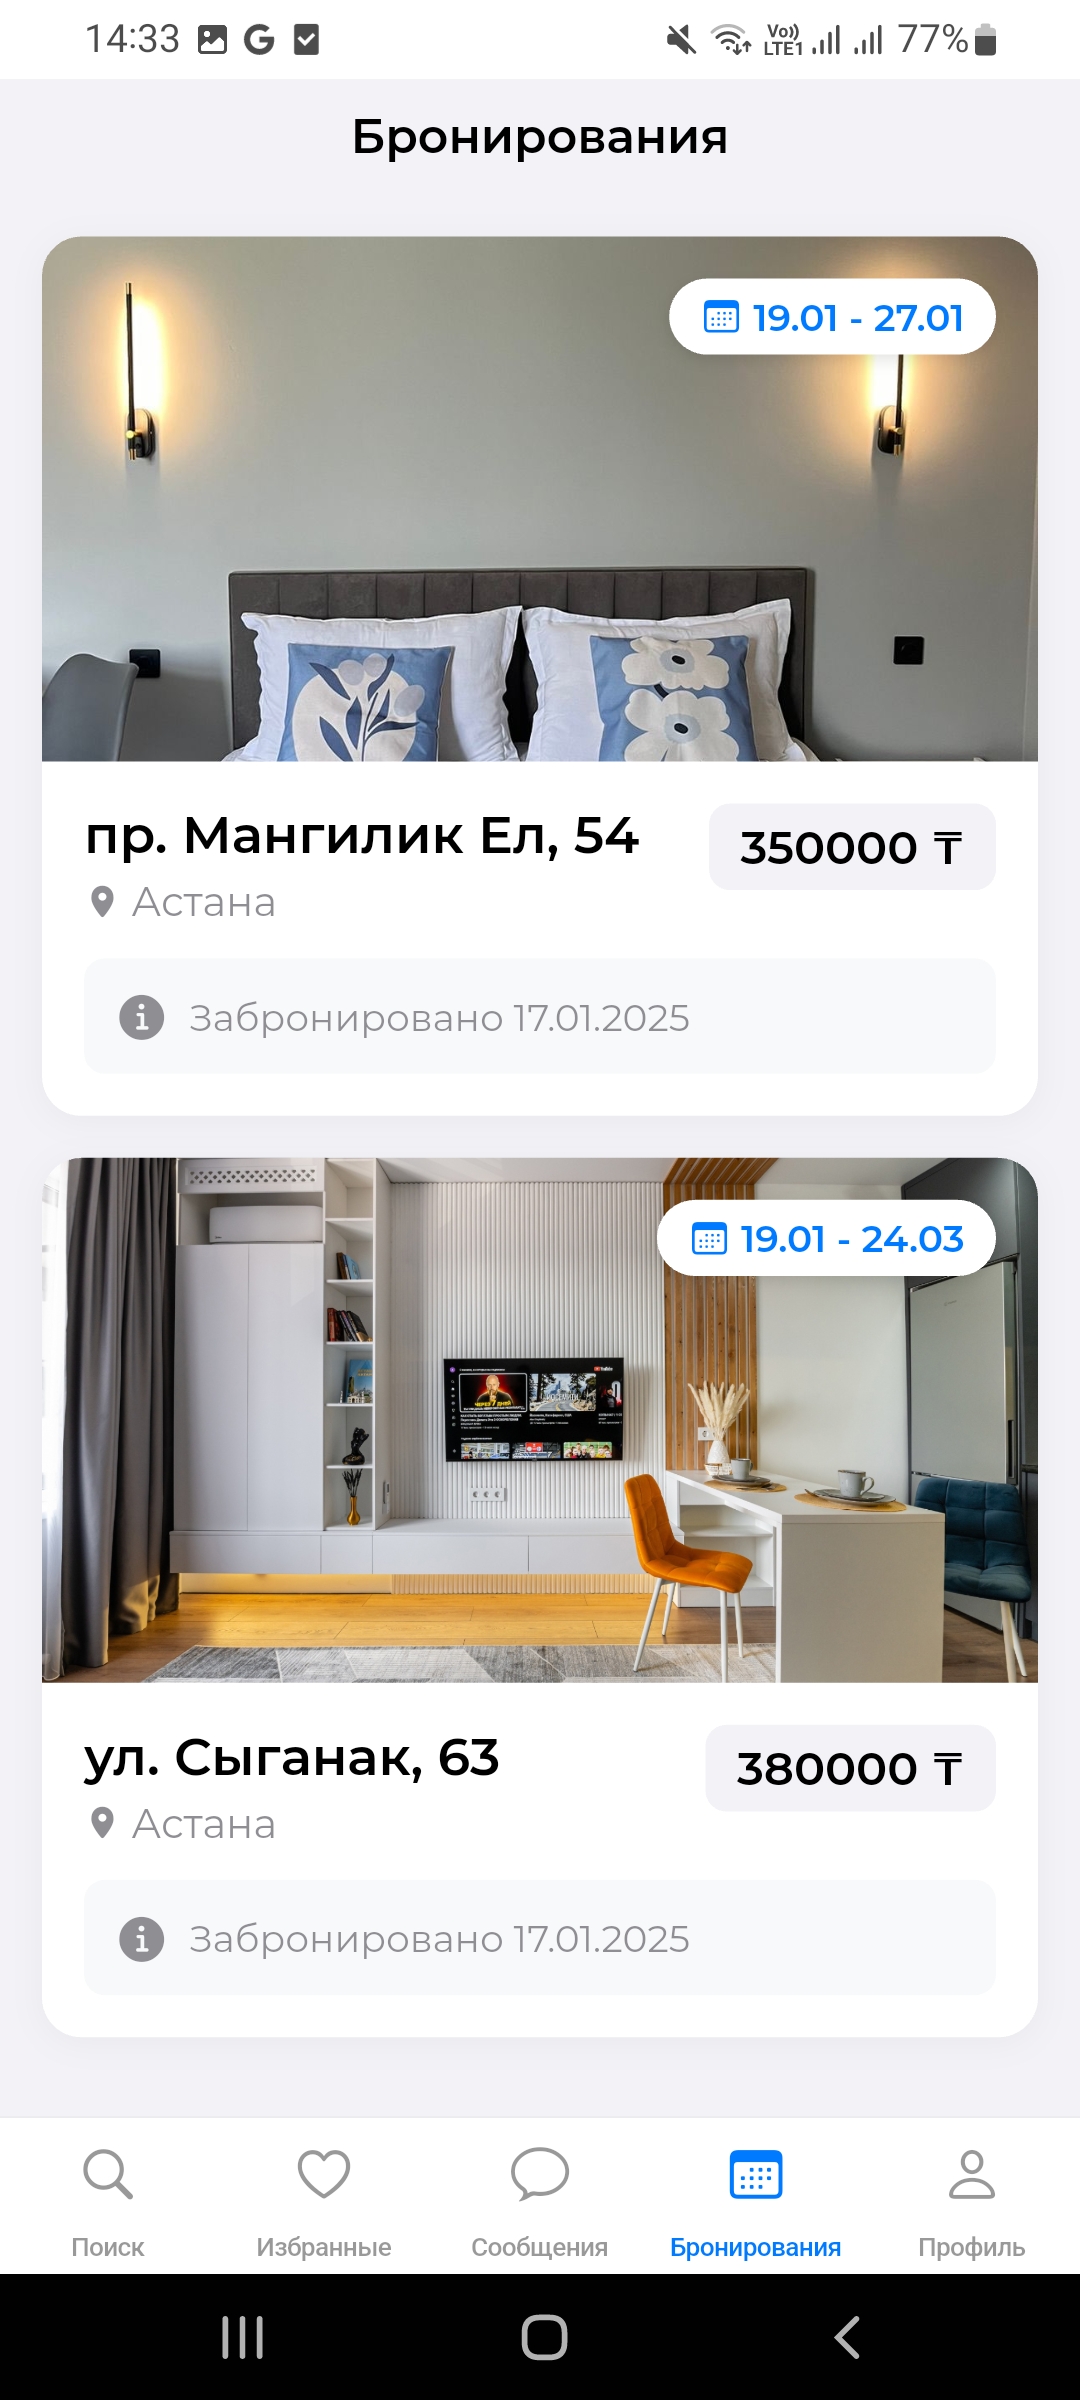 14:33
Vo)) LTE1
77%
Бронирования
19.01 - 27.01
пр. Мангилик Ел, 54
350000 ₸
Астана
Забронировано 17.01.2025
19.01 - 24.03
ул. Сыганак, 63
380000 ₸
Астана
Забронировано 17.01.2025
Поиск
Избранные
Сообщения
Бронирования
Профиль